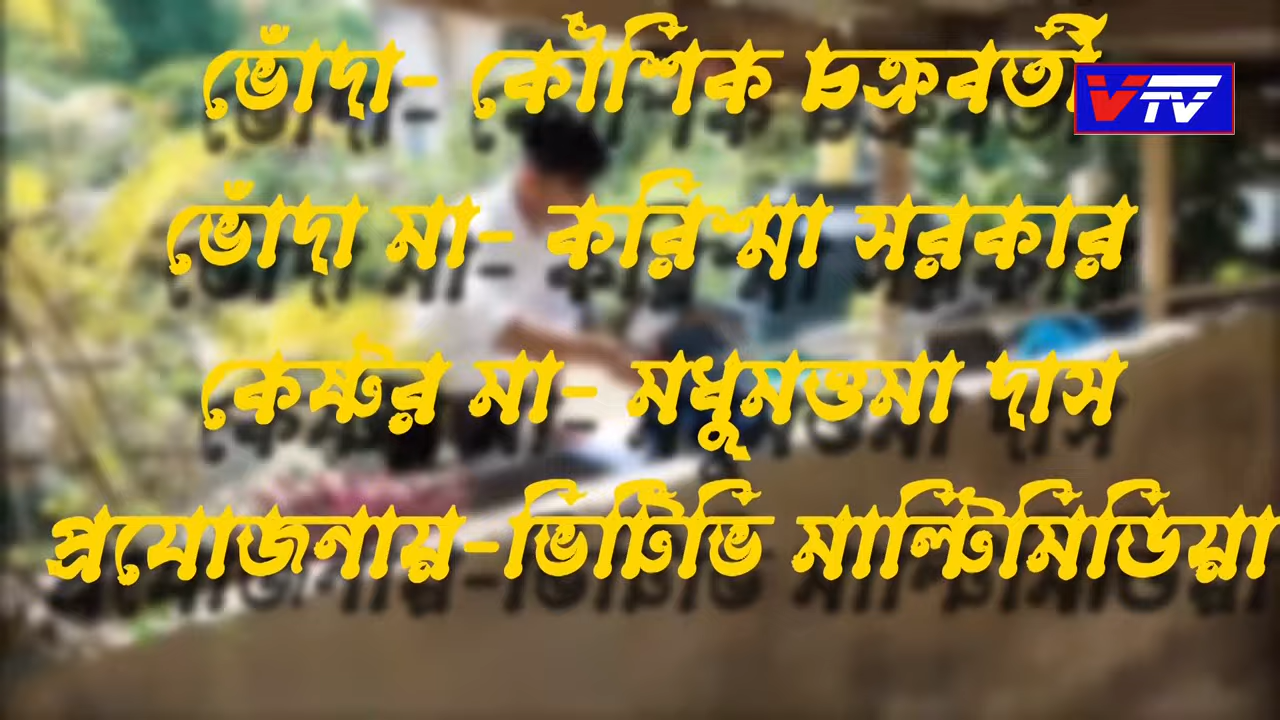 ভোঁদা- কৌশিক চক্রবর্তী
VTV
ভোঁদা মা- করিশ্মা সরকার
কেষ্টর মা- মধুমত্তমা দাস
প্রযোজনায়-ভিটিভি মাল্টিমিডিয়া